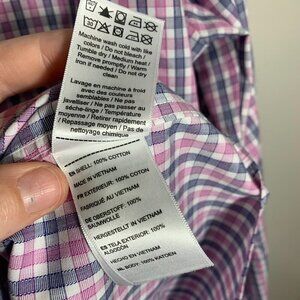 Machine wash cold with like
colors / Do not bleach /
Tumble dry / Medium heat /
Remove promptly / Warm
iron if needed / Do not dry
clean
Lavage en machine à froid
avec des couleurs
semblables / Ne pas
javelliser / Ne pas
sèche-linge / Température
moyenne / Retirer rapidement
/ Repassage moyen / Pas de
nettoyage chimique
EN SHELL: 100% COTTON
MADE IN VIETNAM
FR EXTÉRIEUR: 100% COTON
FABRIQUÉ AU VIETNAM
DE OBERSTOFF: 100%
BAUMWOLLE
HERGESTELLT IN VIETNAM
ES TELA EXTERIOR: 100%
ALGODÓN
HECHO EN VIETNAM
NL BODY: 100% KATOEN